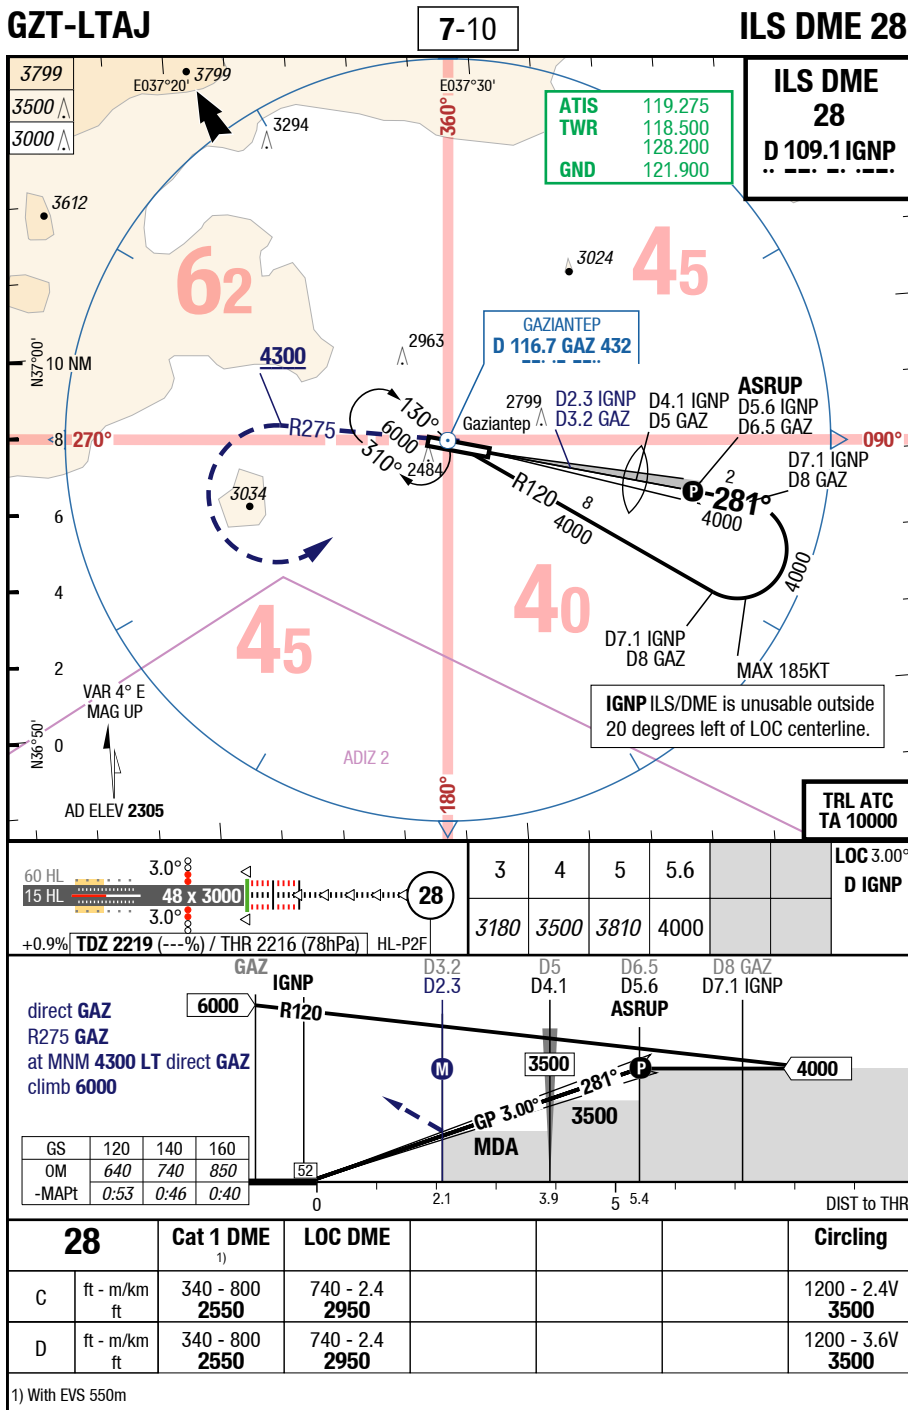 GZT-LTAJ
7-10
ILS DME 28
3799
3500
3000
E037°20'
3799
3294
E037°30'
360°
ATIS 119.275
TWR 118.500
128.200
GND 121.900
ILS DME
28
D 109.1 IGNP
3612
62
45
3024
2963
GAZIANTEP
D 116.7 GAZ 432
N37°00'
10 NM
4300
R275
130°
6000
310°
2484
Gaziantep
2799
D2.3 IGNP
D3.2 GAZ
D4.1 IGNP
D5 GAZ
ASRUP
D5.6 IGNP
D6.5 GAZ
8
270°
090°
D7.1 IGNP
D8 GAZ
P
2
281°
4000
R120
8
4000
4000
3034
6
4
2
0
45
40
D7.1 IGNP
D8 GAZ
MAX 185KT
IGNP ILS/DME is unusable outside
20 degrees left of LOC centerline.
VAR 4° E
MAG UP
N36°50'
AD ELEV 2305
ADIZ 2
180°
TRL ATC
TA 10000
60 HL
15 HL
3.0°
48 x 3000
3.0°
28
+0.9%
TDZ 2219 (---%) / THR 2216 (78hPa)
HL-P2F
3 4 5 5.6
3180 3500 3810 4000
LOC 3.00°
D IGNP
GAZ
IGNP
D3.2
D2.3
D5
D4.1
D6.5
D5.6
ASRUP
D8 GAZ
D7.1 IGNP
direct GAZ
R275 GAZ
at MNM 4300 LT direct GAZ
climb 6000
6000
R120
M
3500
P
4000
GP 3.00°
281°
3500
MDA
52
GS 120 140 160
OM 640 740 850
-MAPt 0:53 0:46 0:40
0 2.1 3.9 5 5.4 DIST to THR
28 Cat 1 DME LOC DME Circling
1)
C ft - m/km 340 - 800 740 - 2.4 1200 - 2.4V
ft 2550 2950 3500
D ft - m/km 340 - 800 740 - 2.4 1200 - 3.6V
ft 2550 2950 3500
1) With EVS 550m